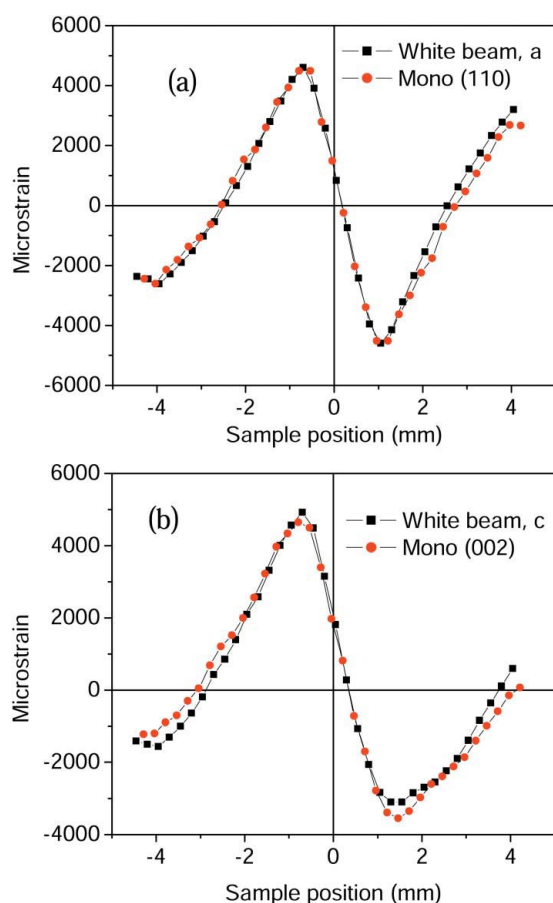 6000
4000
2000
0
-2000
-4000
-6000
Microstrain
(a)
White beam, a
Mono (110)
-4 -2 0 2 4
Sample position (mm)
6000
4000
2000
0
-2000
-4000
Microstrain
(b)
White beam, c
Mono (002)
-4 -2 0 2 4
Sample position (mm)